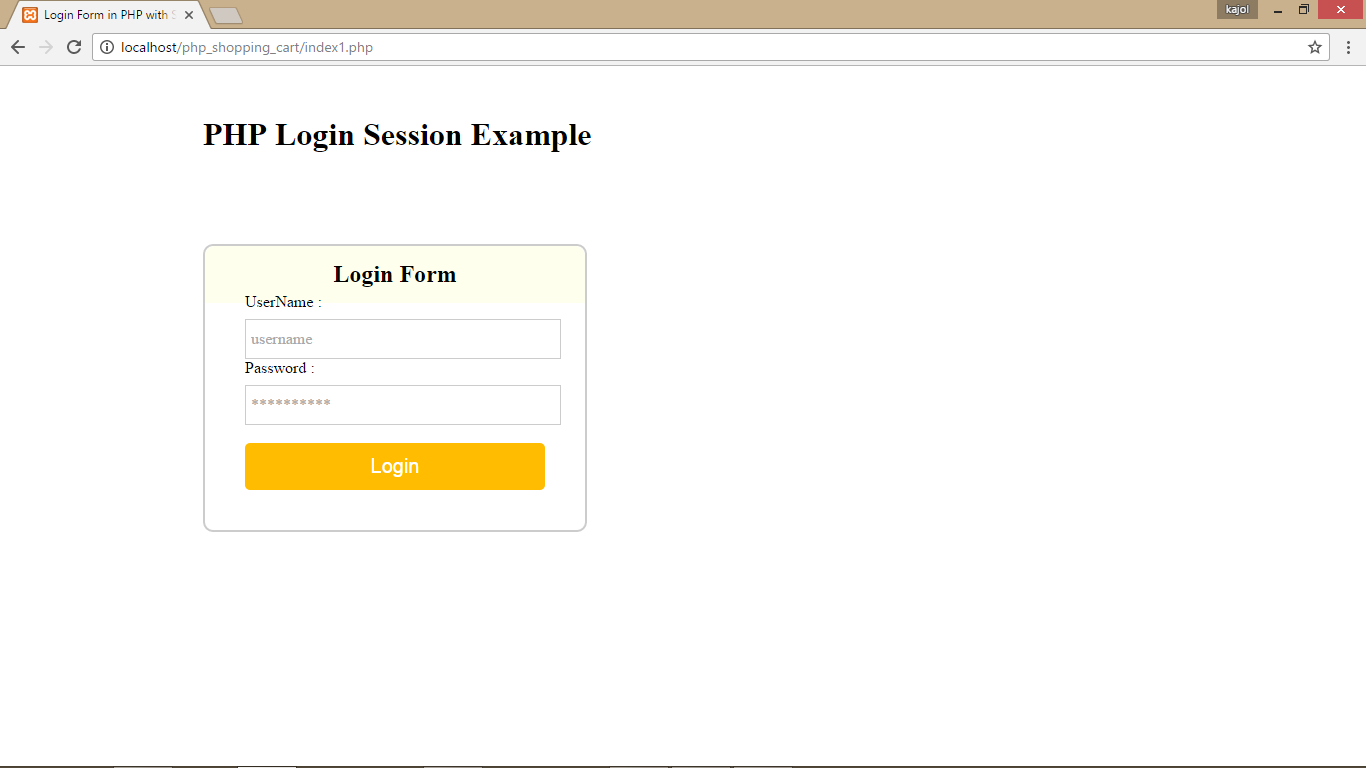 Login Form in PHP with S
kajol
localhost/php_shopping_cart/index1.php
PHP Login Session Example
Login Form
UserName :
username
Password :
**********
Login